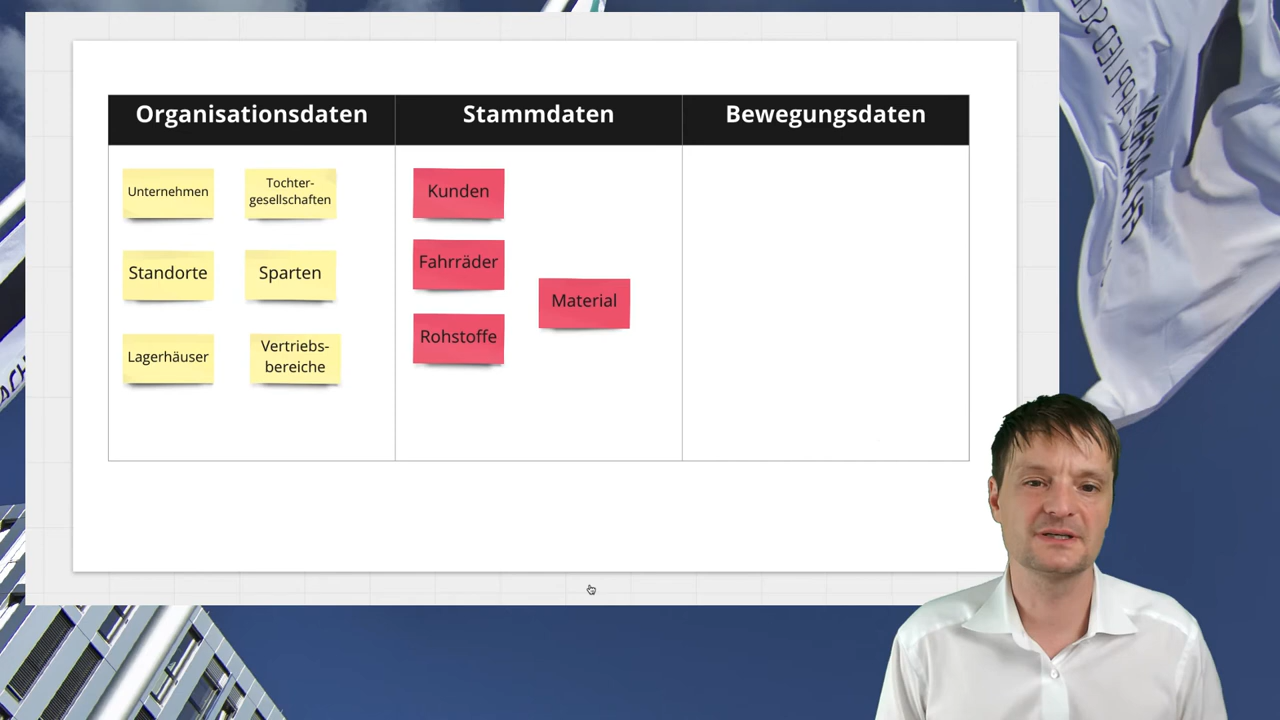 Organisationsdaten
Stammdaten
Bewegungsdaten
Unternehmen
Tochter-
gesellschaften
Standorte
Sparten
Lagerhäuser
Vertriebs-
bereiche
Kunden
Fahrräder
Rohstoffe
Material